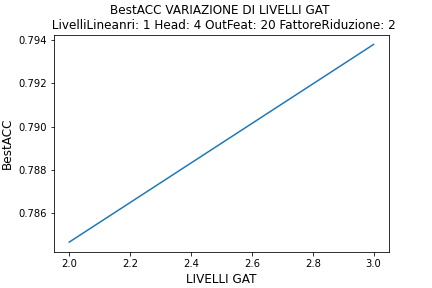 BestACC VARIAZIONE DI LIVELLI GAT
LivelliLineanri: 1 Head: 4 OutFeat: 20 FattoreRiduzione: 2
0.794
0.792
0.790
0.788
0.786
BestACC
2.0 2.2 2.4 2.6 2.8 3.0
LIVELLI GAT